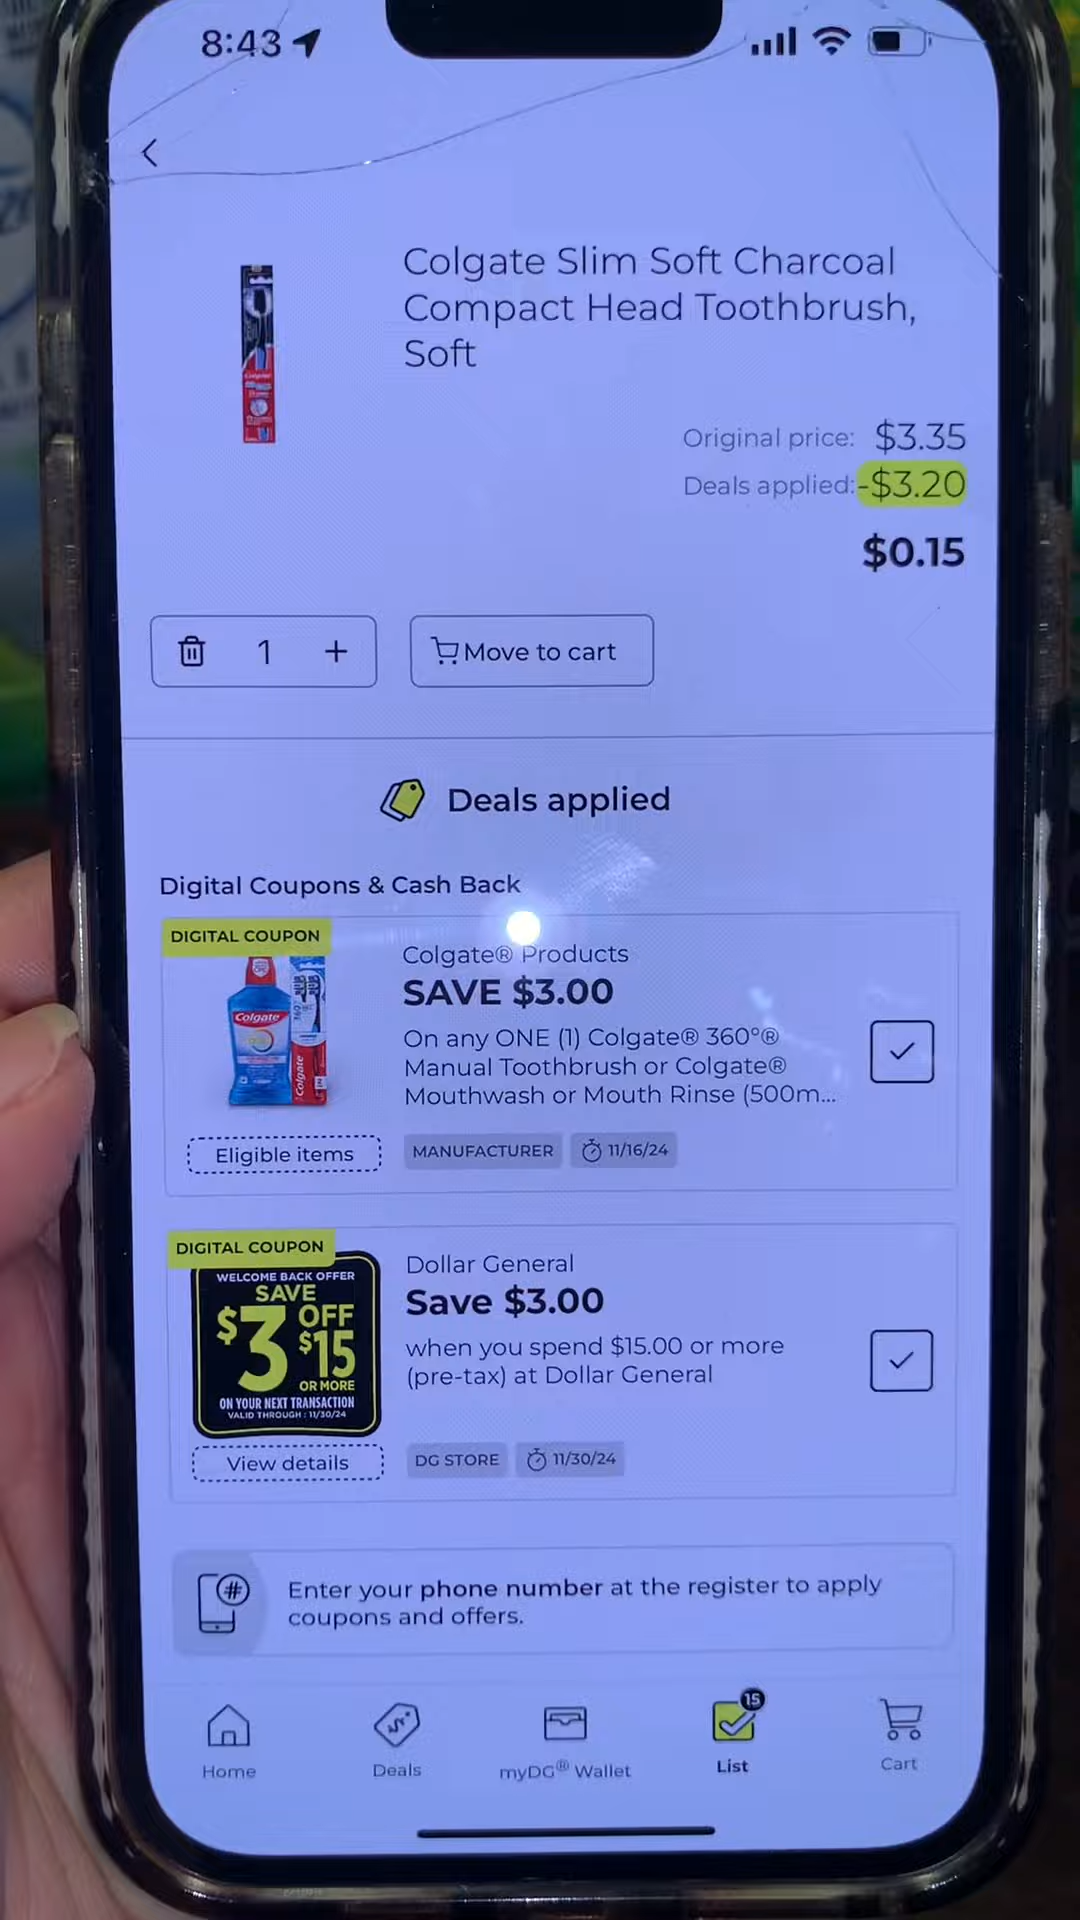 8:43
Colgate Slim Soft Charcoal
Compact Head Toothbrush,
Soft
Original price: $3.35
Deals applied: -$3.20
$0.15
1
Move to cart
Deals applied
Digital Coupons & Cash Back
DIGITAL COUPON
Colgate® Products
SAVE $3.00
On any ONE (1) Colgate® 360°®
Manual Toothbrush or Colgate®
Mouthwash or Mouth Rinse (500m...
Colgate
Colgate
Eligible items
MANUFACTURER
11/16/24
DIGITAL COUPON
WELCOME BACK OFFER
SAVE
$3 OFF
$15
OR MORE
ON YOUR NEXT TRANSACTION
VALID THROUGH : 11/30/24
Dollar General
Save $3.00
when you spend $15.00 or more
(pre-tax) at Dollar General
View details
DG STORE
11/30/24
#
Enter your phone number at the register to apply
coupons and offers.
15
Home
Deals
myDG® Wallet
List
Cart